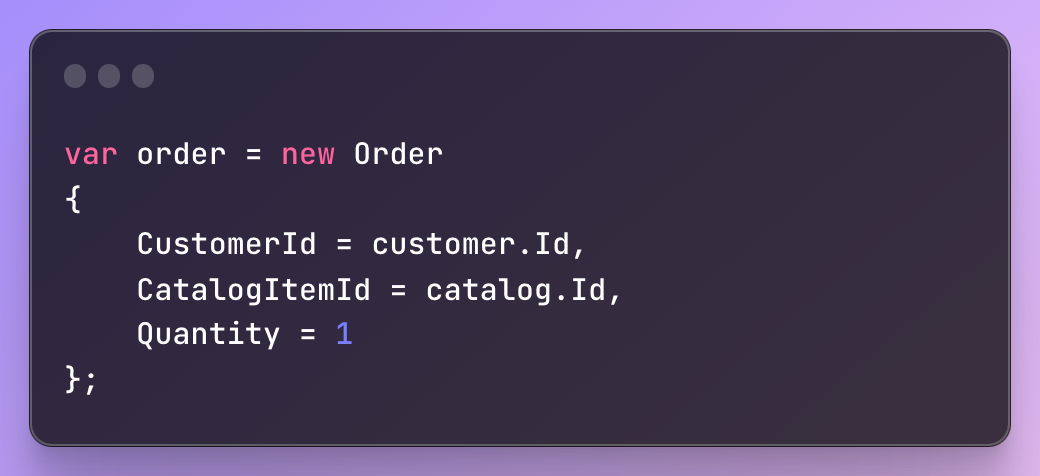 var order = new Order
{
    CustomerId = customer.Id,
    CatalogItemId = catalog.Id,
    Quantity = 1
};